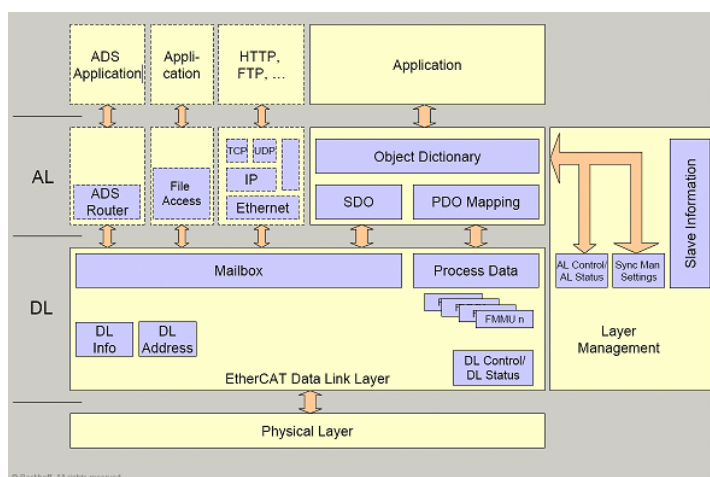 ADS
Application
Appli-
cation
HTTP,
FTP, ...
Application
AL
TCP
UDP
IP
Ethernet
ADS
Router
File
Access
Object Dictionary
SDO
PDO Mapping
AL Control/
AL Status
Sync Man
Settings
Slave Information
Layer
Management
DL
Mailbox
Process Data
FMMU n
DL
Info
DL
Address
DL Control/
DL Status
EtherCAT Data Link Layer
Physical Layer